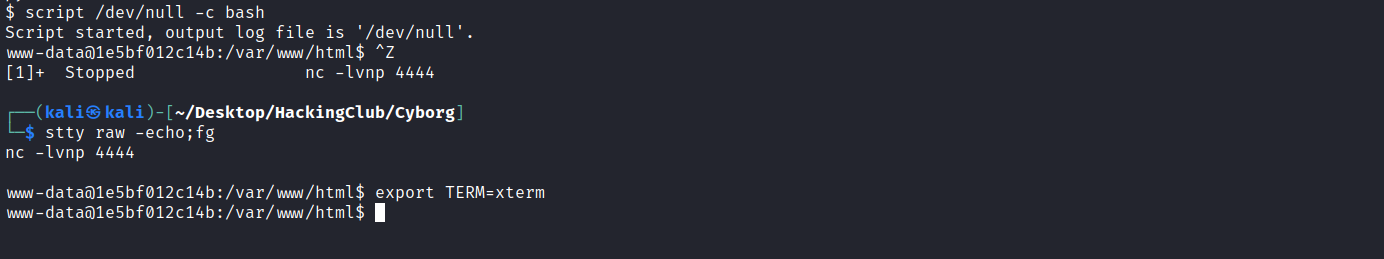 $ script /dev/null -c bash
Script started, output log file is '/dev/null'.
www-data@1e5bf012c14b:/var/www/html$ ^Z
[1]+  Stopped                 nc -lvnp 4444
┌──(kali㉿kali)-[~/Desktop/HackingClub/Cyborg]
└─$ stty raw -echo;fg
nc -lvnp 4444
www-data@1e5bf012c14b:/var/www/html$ export TERM=xterm
www-data@1e5bf012c14b:/var/www/html$